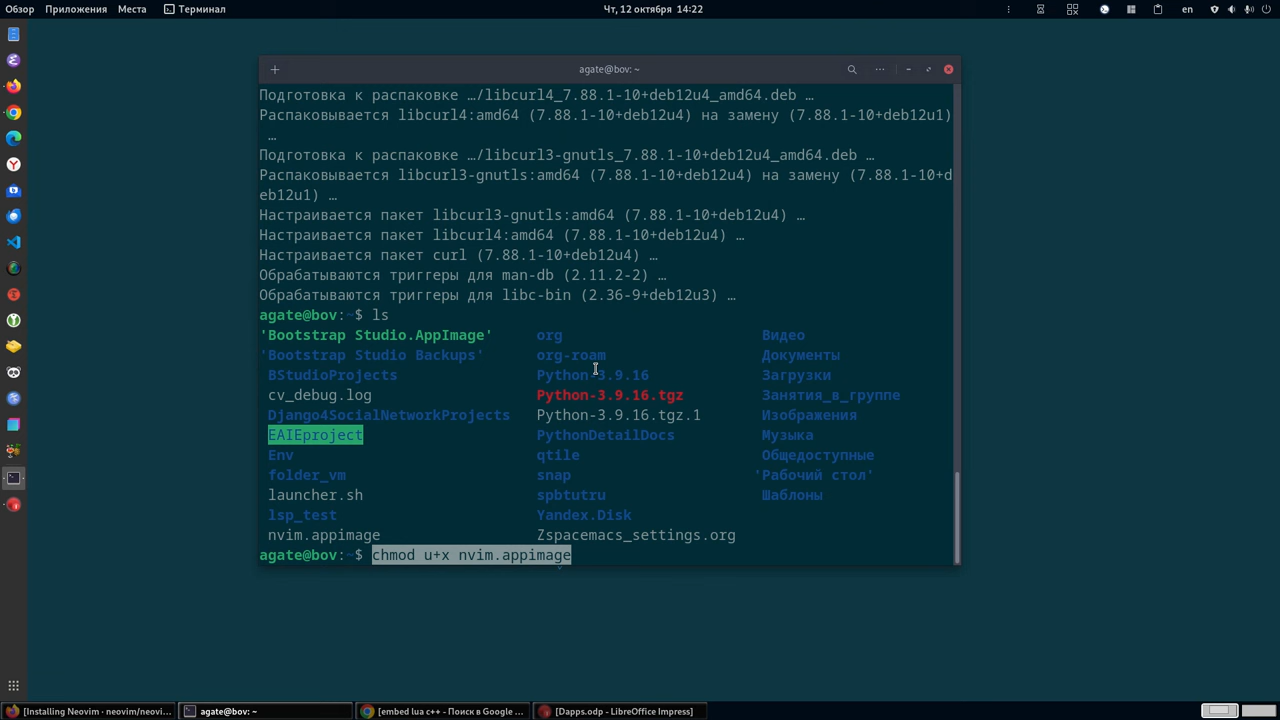 Обзор Приложения Места Терминал Чт, 12 октября 14:22 en
agate@bov: ~
Подготовка к распаковке …/libcurl4_7.88.1-10+deb12u4_amd64.deb …
Распаковывается libcurl4:amd64 (7.88.1-10+deb12u4) на замену (7.88.1-10+deb12u1)
…
Подготовка к распаковке …/libcurl3-gnutls_7.88.1-10+deb12u4_amd64.deb …
Распаковывается libcurl3-gnutls:amd64 (7.88.1-10+deb12u4) на замену (7.88.1-10+d
eb12u1) …
Настраивается пакет libcurl3-gnutls:amd64 (7.88.1-10+deb12u4) …
Настраивается пакет libcurl4:amd64 (7.88.1-10+deb12u4) …
Настраивается пакет curl (7.88.1-10+deb12u4) …
Обрабатываются триггеры для man-db (2.11.2-2) …
Обрабатываются триггеры для libc-bin (2.36-9+deb12u3) …
agate@bov:~$ ls
'Bootstrap Studio.AppImage' org Видео
'Bootstrap Studio Backups' org-roam Документы
BStudioProjects Python-3.9.16 Загрузки
cv_debug.log Python-3.9.16.tgz Занятия_в_группе
Django4SocialNetworkProjects Python-3.9.16.tgz.1 Изображения
EAIEproject PythonDetailDocs Музыка
Env qtile Общедоступные
folder_vm snap 'Рабочий стол'
launcher.sh spbtutru Шаблоны
lsp_test Yandex.Disk
nvim.appimage Zspacemacs_settings.org
agate@bov:~$ chmod u+x nvim.appimage
[Installing Neovim · neovim/neovi... agate@bov: ~ [embed lua c++ - Поиск в Google ... [Dapps.odp - LibreOffice Impress]